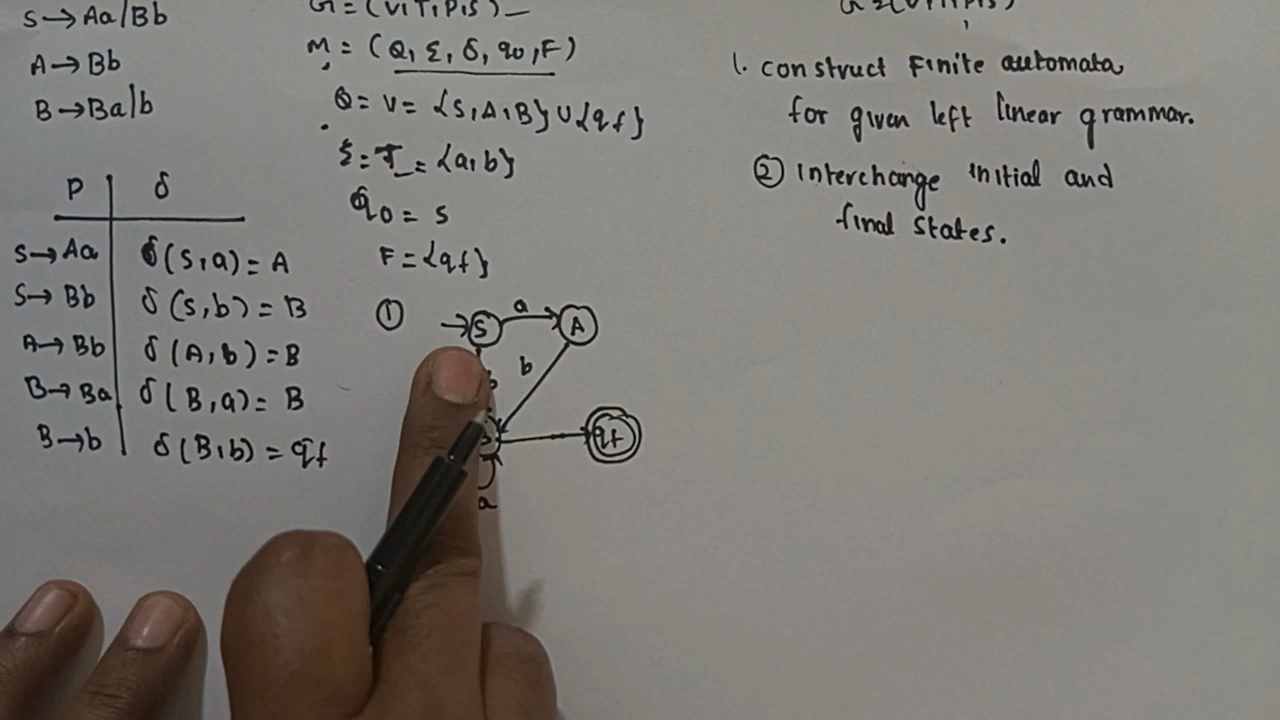 S→Aa/Bb
A→Bb
B→Ba/b
P δ
S→Aa δ(S,a) = A
S→Bb δ(S,b) = B
A→Bb δ(A,b) = B
B→Ba δ(B,a) = B
B→b δ(B,b) = qf
G = (V,T,P,S)
M = (Q, Σ, δ, q0, F)
Q = V = {S,A,B} ∪ {qf}
Σ = T = {a,b}
q0 = S
F = {qf}
①
S a A
b b
B qf
a
G = (V,T,P,S)
1. construct Finite automata
for given left linear grammar.
② Interchange initial and
final states.